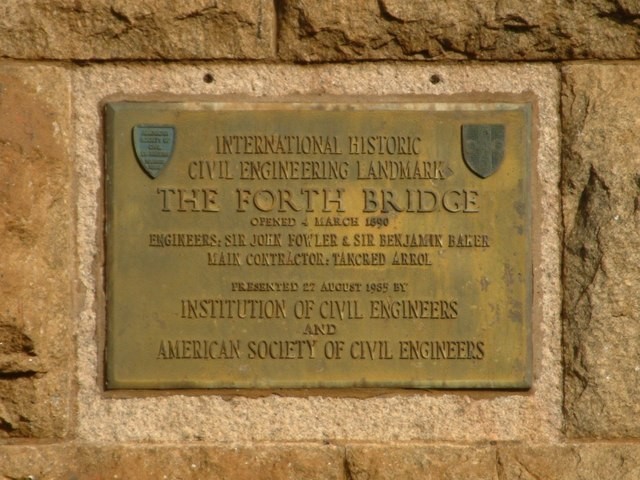 INTERNATIONAL HISTORIC
CIVIL ENGINEERING LANDMARK
THE FORTH BRIDGE
OPENED 4 MARCH 1890
ENGINEERS: SIR JOHN FOWLER & SIR BENJAMIN BAKER
MAIN CONTRACTOR: TANCRED ARROL
PRESENTED 27 AUGUST 1985 BY
INSTITUTION OF CIVIL ENGINEERS
AND
AMERICAN SOCIETY OF CIVIL ENGINEERS